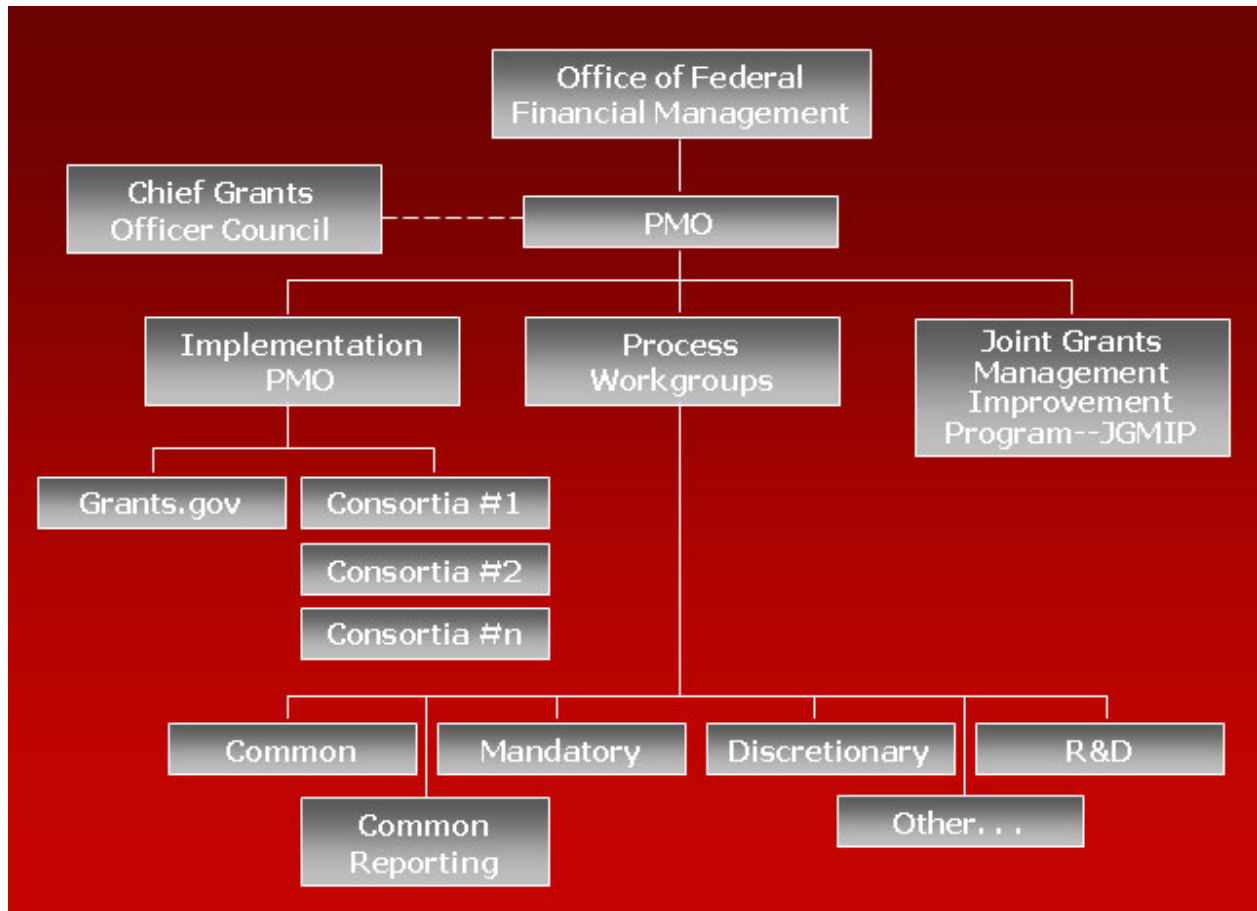 Office of Federal
Financial Management
Chief Grants
Officer Council
PMO
Implementation
PMO
Process
Workgroups
Joint Grants
Management
Improvement
Program--JGMIP
Grants.gov
Consortia #1
Consortia #2
Consortia #n
Common
Mandatory
Discretionary
R&D
Common
Reporting
Other. . .